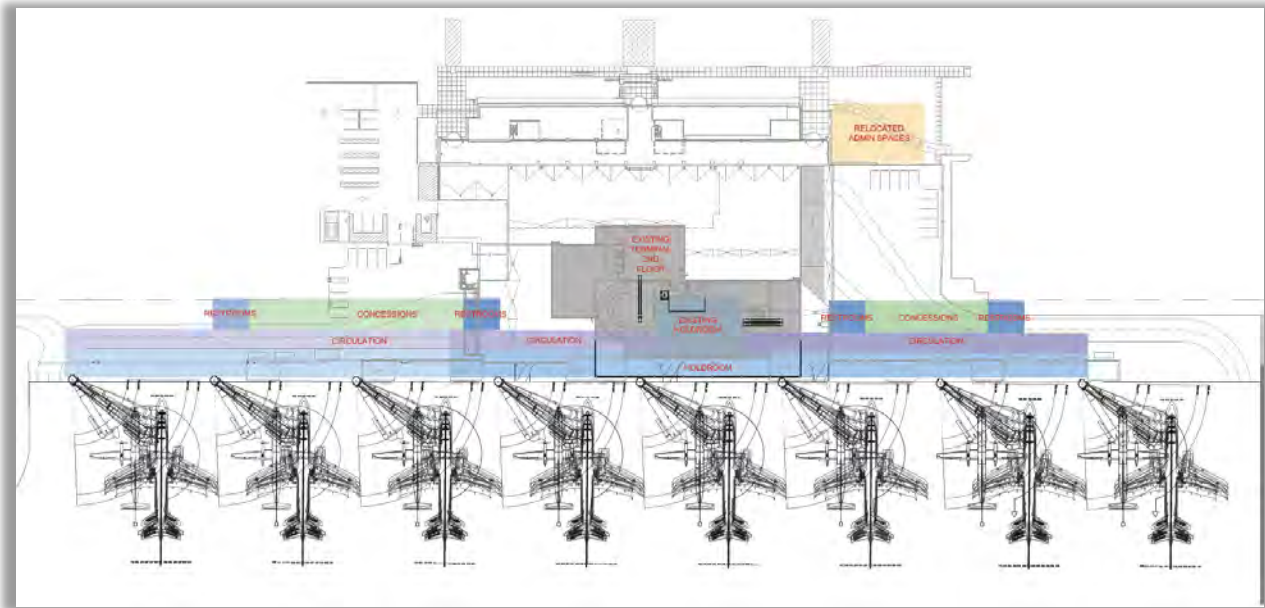 RELOCATED
ADMIN SPACES
EXISTING
TERMINAL
2ND
FLOOR
RESTROOMS
CONCESSIONS
RESTROOMS
EXISTING
HOLDROOM
RESTROOMS
CONCESSIONS
RESTROOMS
CIRCULATION
CIRCULATION
CIRCULATION
HOLDROOM